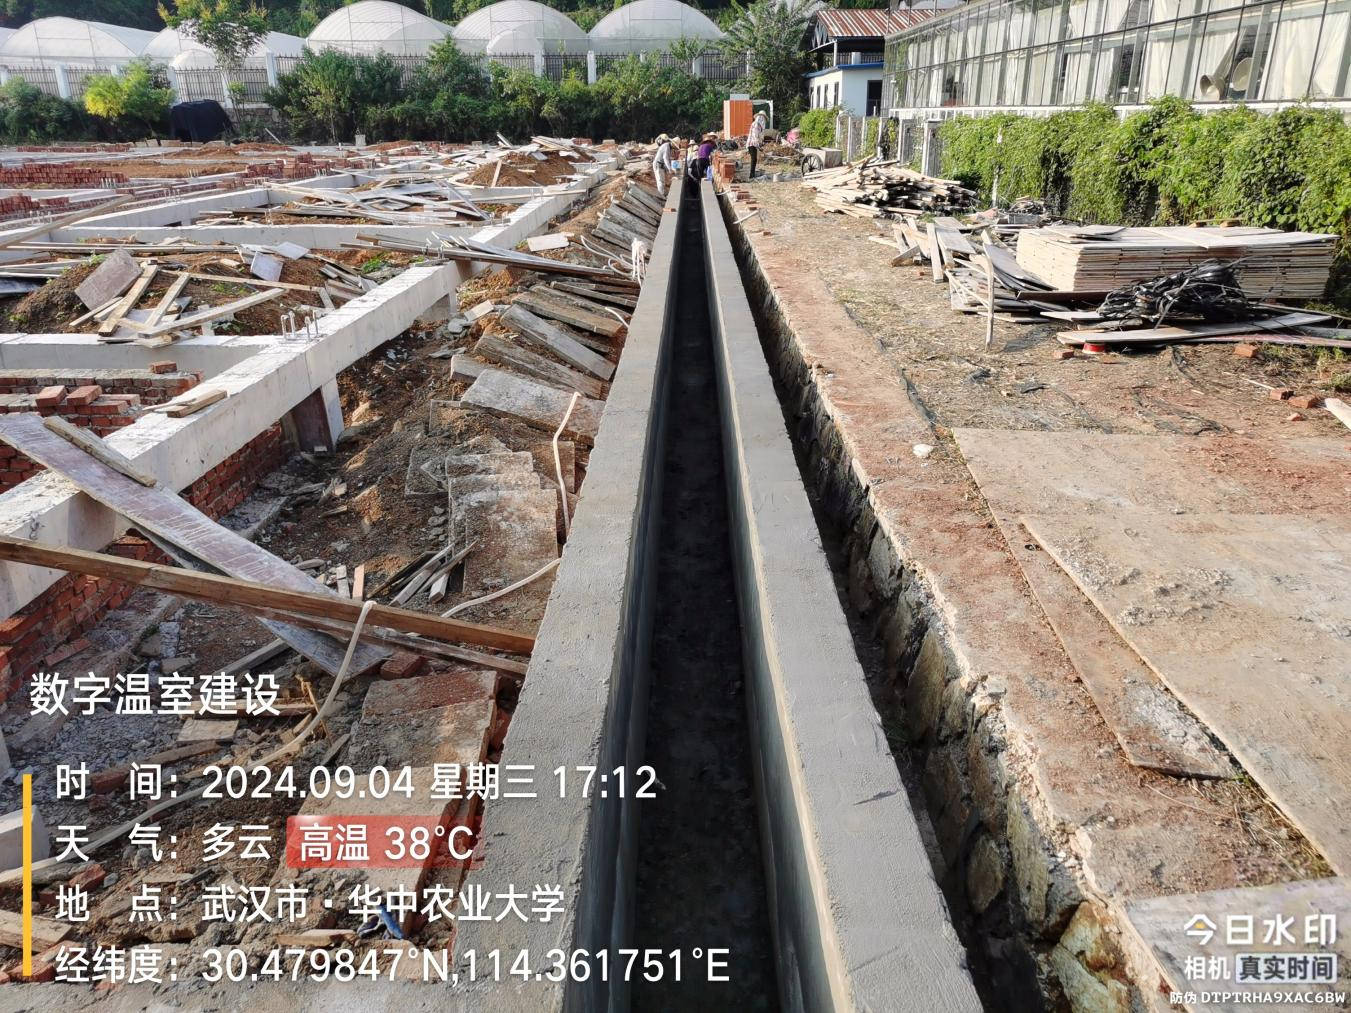 数字温室建设
时 间：2024.09.04 星期三 17:12
天 气：多云 高温 38℃
地 点：武汉市·华中农业大学
经纬度：30.479847°N,114.361751°E
今日水印
相机 真实时间
防伪 DTPTRHA9XAC6BW